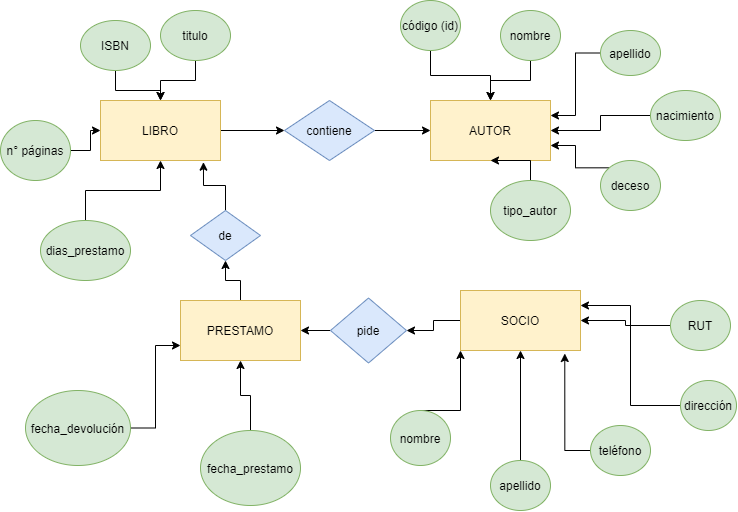 código (id)
ISBN
titulo
nombre
apellido
nacimiento
LIBRO
contiene
AUTOR
n° páginas
deceso
tipo_autor
dias_prestamo
de
PRESTAMO
pide
SOCIO
RUT
dirección
fecha_devolución
nombre
teléfono
fecha_prestamo
apellido